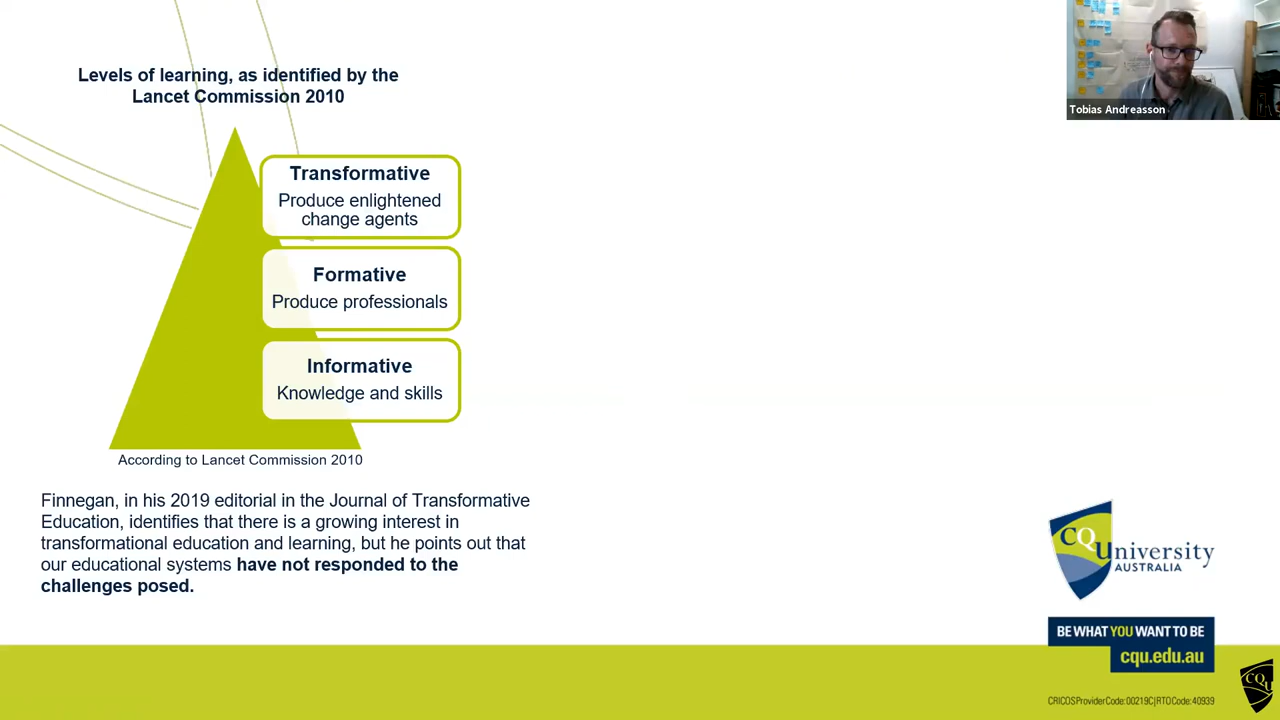 Levels of learning, as identified by the
Lancet Commission 2010
Transformative
Produce enlightened
change agents
Formative
Produce professionals
Informative
Knowledge and skills
According to Lancet Commission 2010
Finnegan, in his 2019 editorial in the Journal of Transformative
Education, identifies that there is a growing interest in
transformational education and learning, but he points out that
our educational systems have not responded to the
challenges posed.
Tobias Andreasson
CQUniversity
AUSTRALIA
BE WHAT YOU WANT TO BE
cqu.edu.au
CRICOS Provider Code: 00219C | RTO Code: 40939
CQU